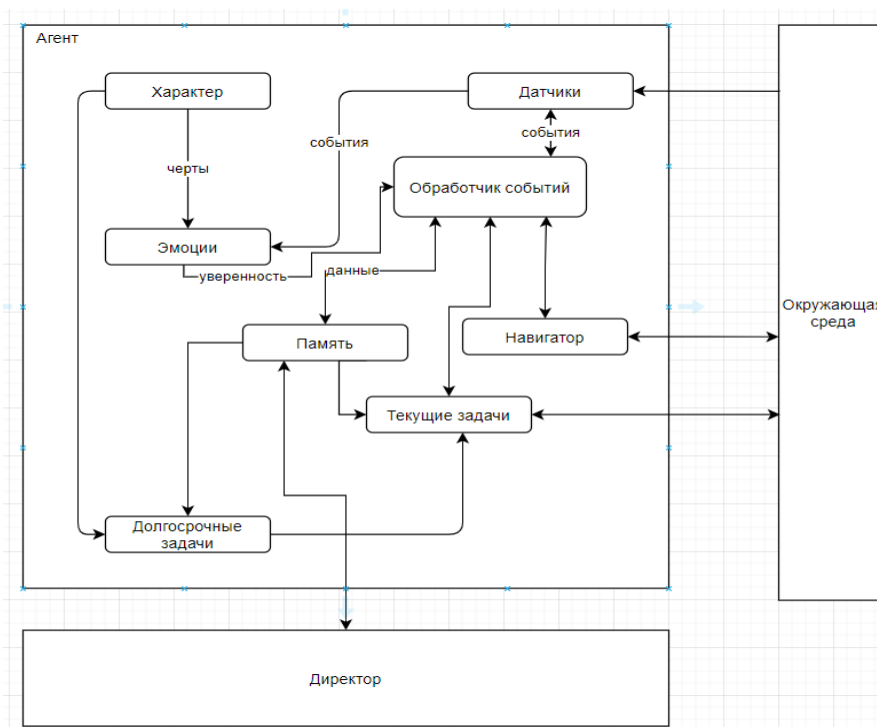 Агент
Характер
Датчики
события
события
черты
Обработчик событий
Эмоции
уверенность
данные
Окружающая
среда
Память
Навигатор
Текущие задачи
Долгосрочные
задачи
Директор